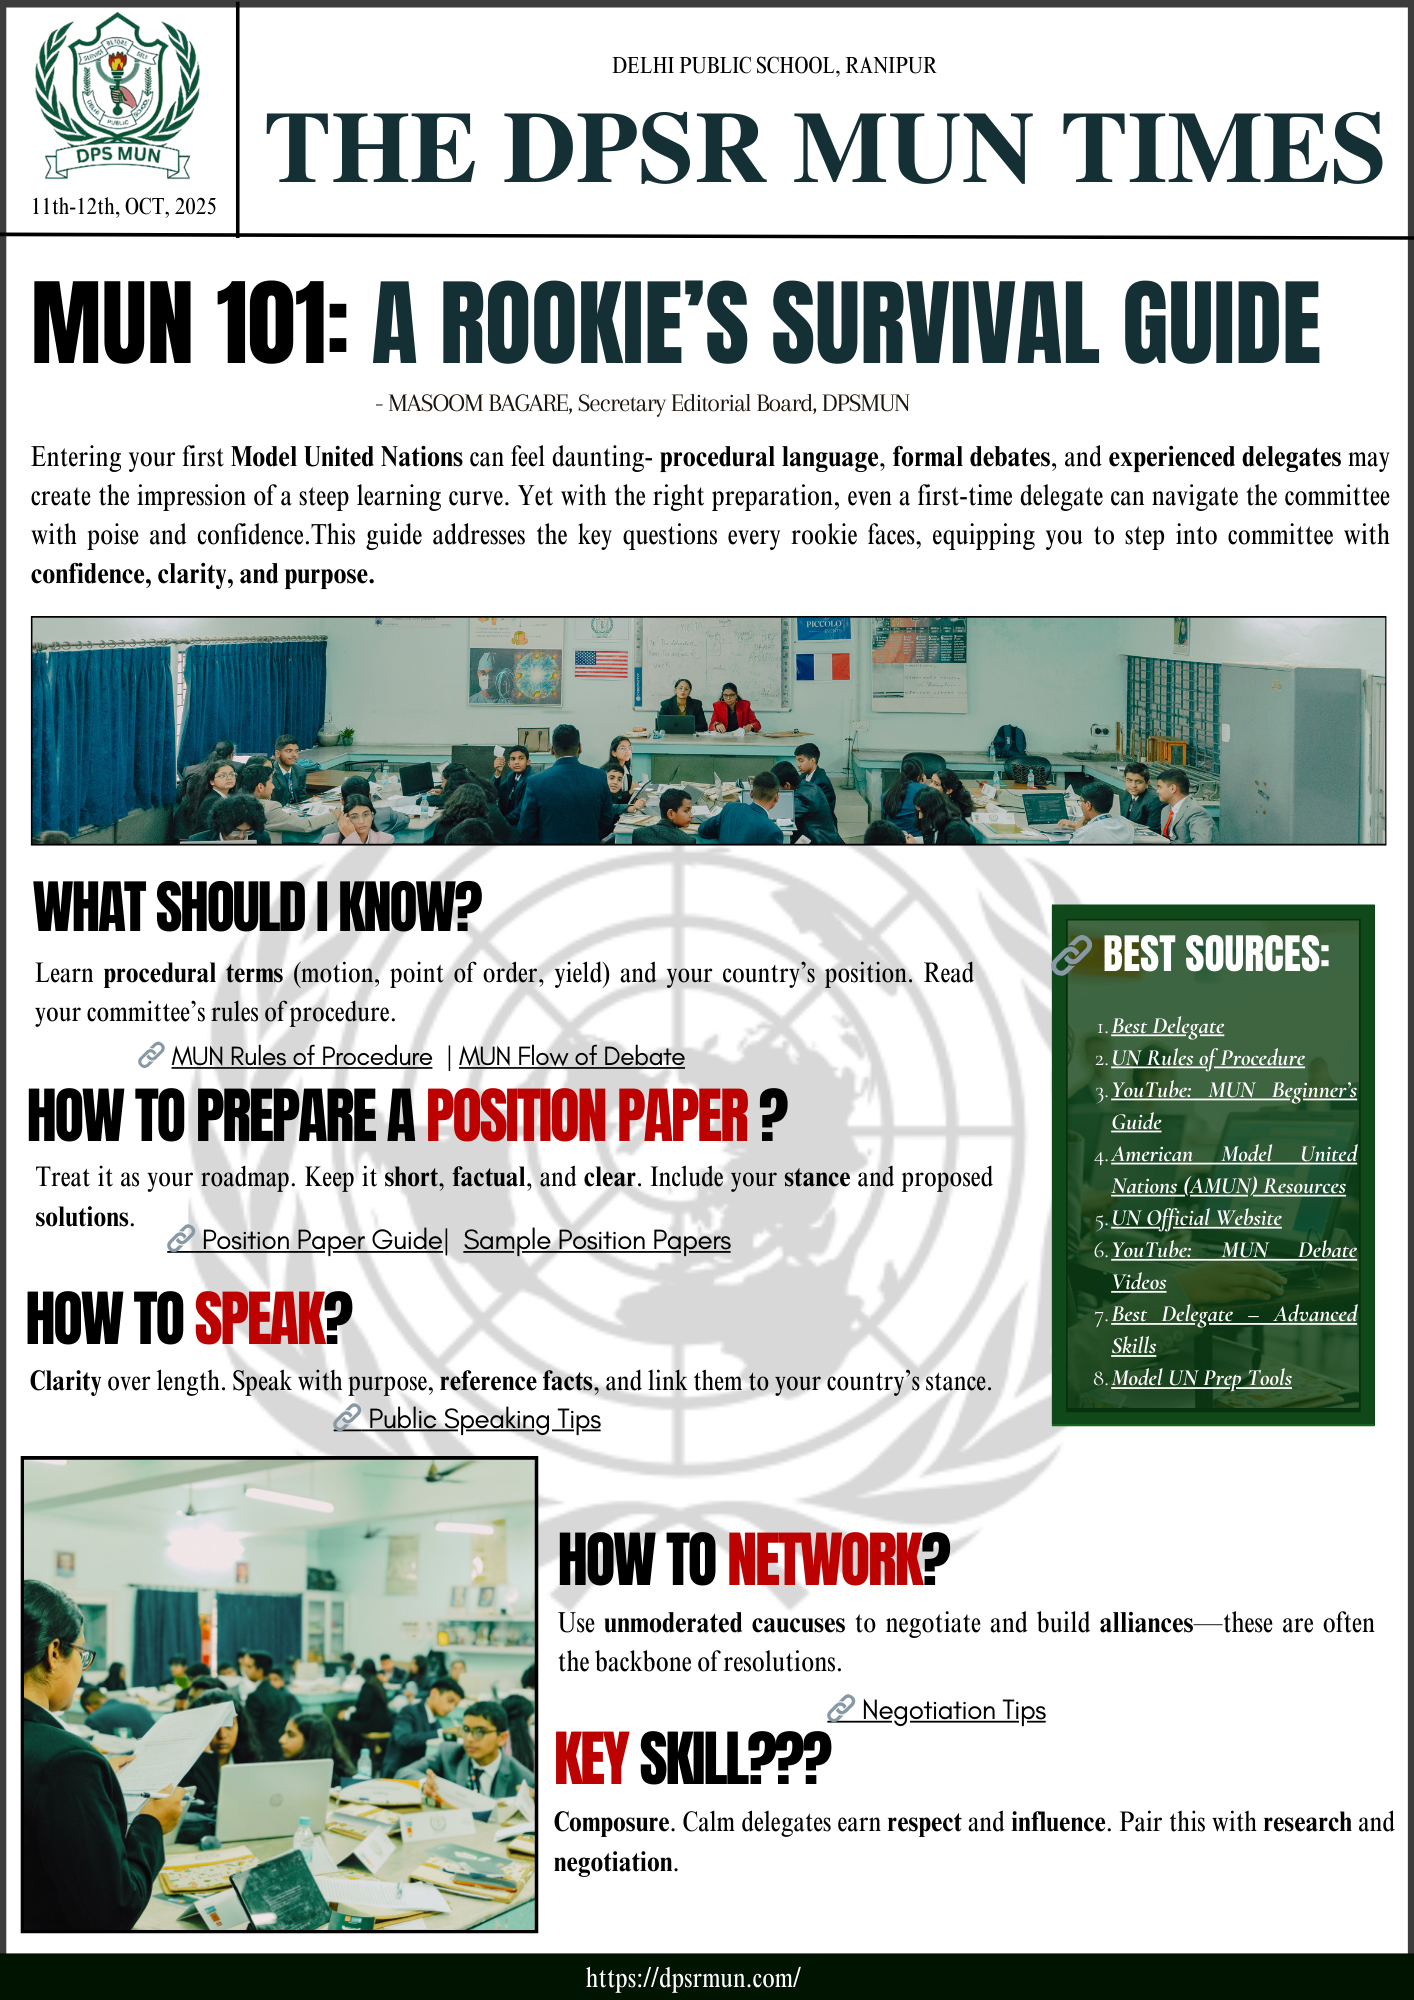 SERVICE BEFORE SELF
DELHI PUBLIC SCHOOL
DPS MUN
11th-12th, OCT, 2025
DELHI PUBLIC SCHOOL, RANIPUR
THE DPSR MUN TIMES
MUN 101: A ROOKIE’S SURVIVAL GUIDE
- MASOOM BAGARE, Secretary Editorial Board, DPSMUN
Entering your first Model United Nations can feel daunting- procedural language, formal debates, and experienced delegates may
create the impression of a steep learning curve. Yet with the right preparation, even a first-time delegate can navigate the committee
with poise and confidence.This guide addresses the key questions every rookie faces, equipping you to step into committee with
confidence, clarity, and purpose.
PICCOLO
WHAT SHOULD I KNOW?
Learn procedural terms (motion, point of order, yield) and your country’s position. Read
your committee’s rules of procedure.
MUN Rules of Procedure | MUN Flow of Debate
HOW TO PREPARE A POSITION PAPER ?
Treat it as your roadmap. Keep it short, factual, and clear. Include your stance and proposed
solutions.
Position Paper Guide| Sample Position Papers
HOW TO SPEAK?
Clarity over length. Speak with purpose, reference facts, and link them to your country’s stance.
Public Speaking Tips
BEST SOURCES:
1. Best Delegate
2. UN Rules of Procedure
3. YouTube: MUN Beginner’s
Guide
4. American Model United
Nations (AMUN) Resources
5. UN Official Website
6. YouTube: MUN Debate
Videos
7. Best Delegate – Advanced
Skills
8. Model UN Prep Tools
HOW TO NETWORK?
Use unmoderated caucuses to negotiate and build alliances—these are often
the backbone of resolutions.
Negotiation Tips
KEY SKILL???
Composure. Calm delegates earn respect and influence. Pair this with research and
negotiation.
https://dpsrmun.com/